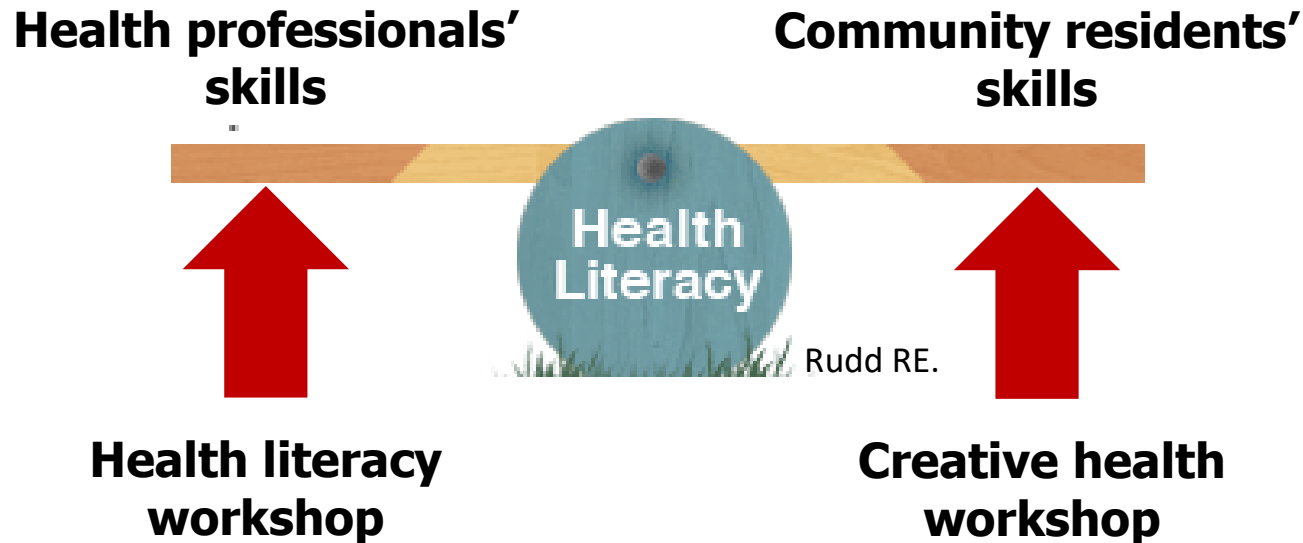 Health professionals’
skills
Community residents’
skills
Health
Literacy
Rudd RE.
Health literacy
workshop
Creative health
workshop